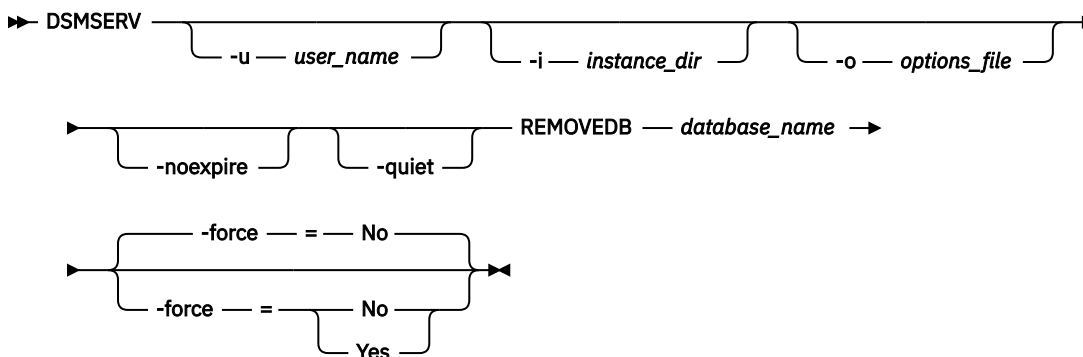 DSMSERV
-u user_name
-i instance_dir
-o options_file
-noexpire
-quiet
REMOVEDB database_name
-force = No
-force = No
Yes